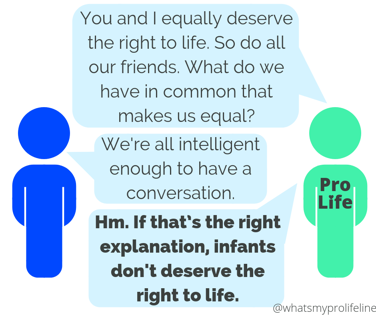 You and I equally deserve
the right to life. So do all
our friends. What do we
have in common that
makes us equal?
We're all intelligent
enough to have a
conversation.
Pro
Life
Hm. If that's the right
explanation, infants
don't deserve the
right to life.
@whatsmyprolifeline